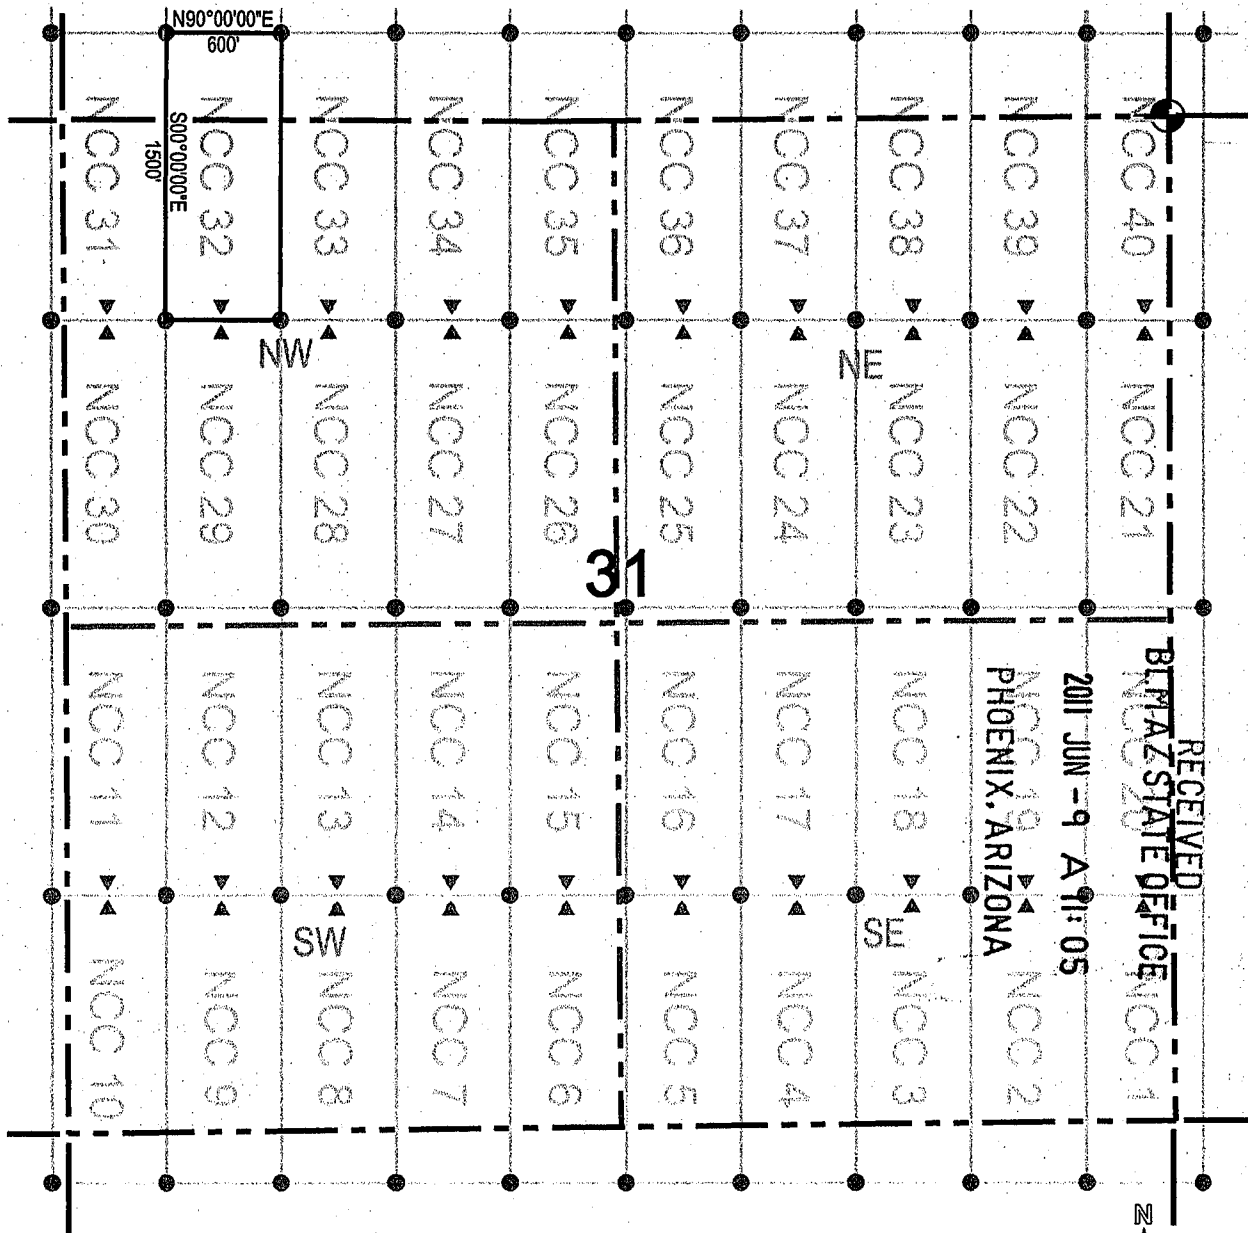 N90°00'00"E
600'
S00°00'00"E
1500'
NCC 31
NCC 32
NCC 33
NCC 34
NCC 35
NCC 36
NCC 37
NCC 38
NCC 39
NCC 40
NW
NE
NCC 30
NCC 29
NCC 28
NCC 27
NCC 26
NCC 25
NCC 24
NCC 23
NCC 22
NCC 21
31
NCC 11
NCC 12
NCC 13
NCC 14
NCC 15
NCC 16
NCC 17
NCC 18
NCC 19
NCC 20
RECEIVED
BLM AZ STATE OFFICE
2011 JUN -9 A 11: 05
PHOENIX, ARIZONA
SW
SE
NCC 10
NCC 9
NCC 8
NCC 7
NCC 6
NCC 5
NCC 4
NCC 3
NCC 2
NCC 1
N